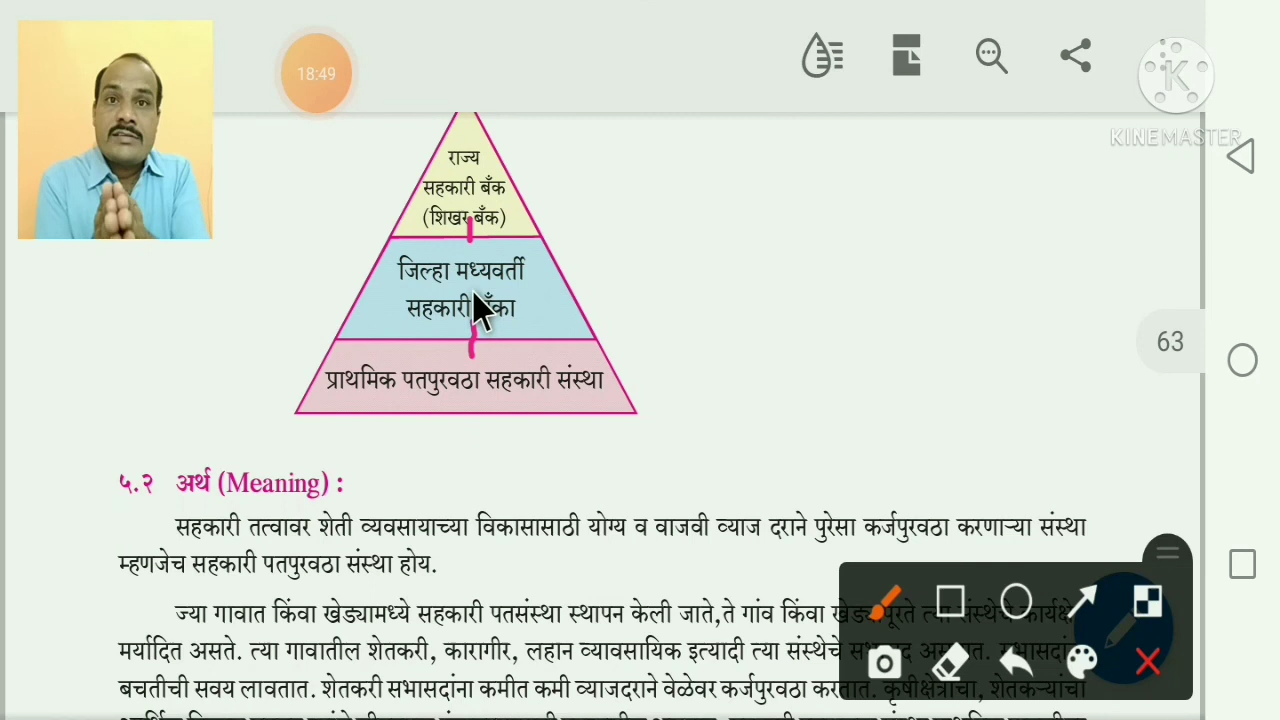 18:49
K
KINEMASTER
राज्य
सहकारी बँक
(शिखर बँक)
जिल्हा मध्यवर्ती
सहकारी
63
प्राथमिक पतपुरवठा सहकारी संस्था
५.२ अर्थ (Meaning) :
सहकारी तत्वावर शेती व्यवसायाच्या विकासासाठी योग्य व वाजवी व्याज दराने पुरेसा कर्जपुरवठा करणाऱ्या संस्था
म्हणजेच सहकारी पतपुरवठा संस्था होय.
ज्या गावात किंवा खेड्यामध्ये सहकारी पतसंस्था स्थापन केली जाते,ते गांव किंवा खेड्यापूरते त्या संस्थेचे
मर्यादित असते. त्या गावातील शेतकरी, कारागीर, लहान व्यावसायिक इत्यादी त्या संस्थेचे
बचतीची सवय लावतात. शेतकरी सभासदांना कमीत कमी व्याजदराने वेळेवर कर्जपुरवठा करतात. कृषीक्षेत्राचा, शेतकऱ्यांचा